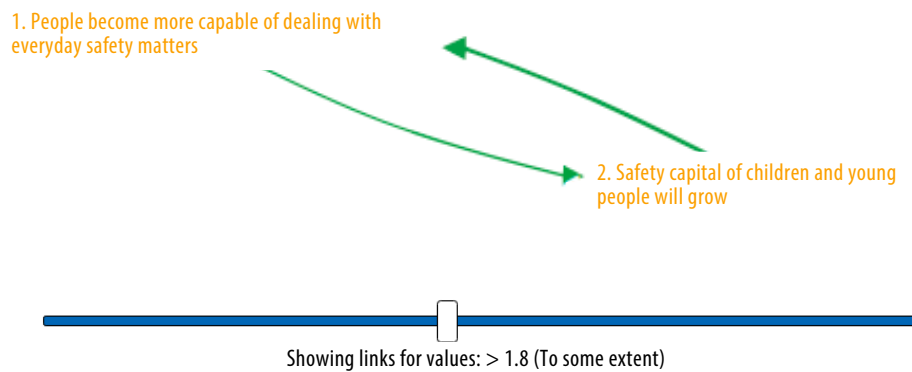 1. People become more capable of dealing with
everyday safety matters
2. Safety capital of children and young
people will grow
Showing links for values: > 1.8 (To some extent)